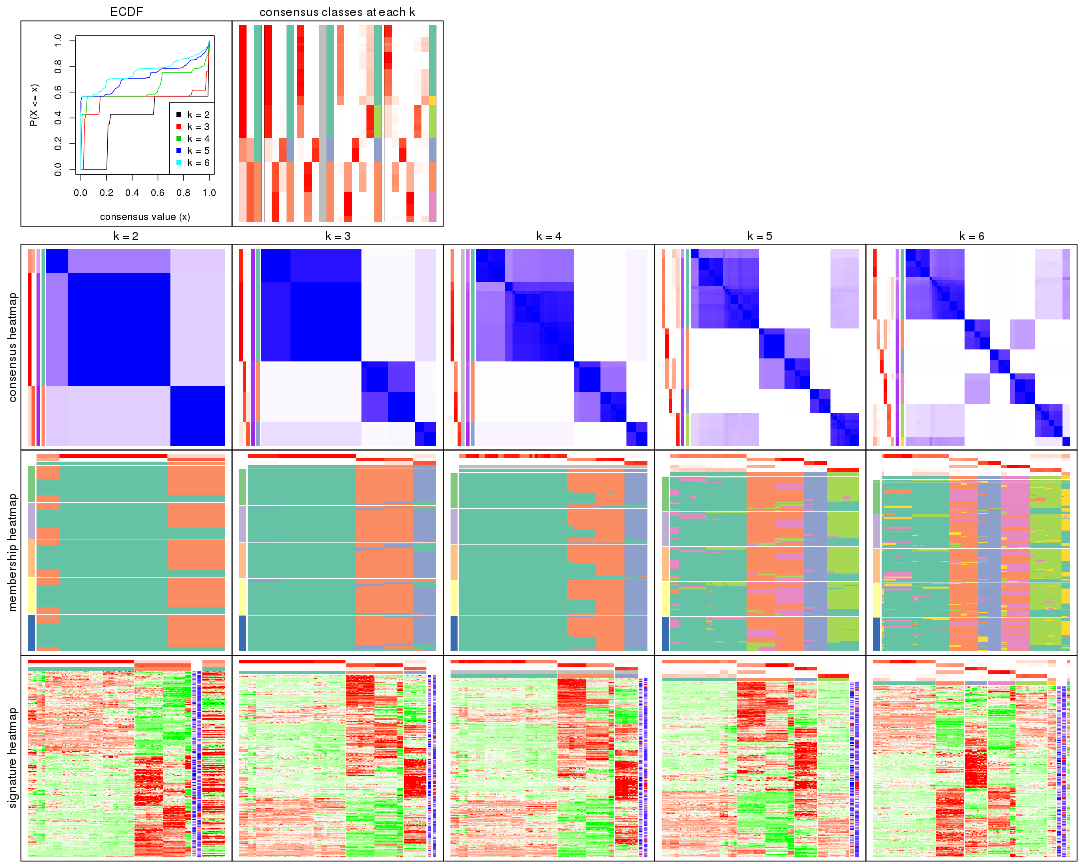 ECDF
consensus classes at each k
P(X <= x)
0.0 0.2 0.4 0.6 0.8 1.0
k = 2
k = 3
k = 4
k = 5
k = 6
0.0 0.2 0.4 0.6 0.8 1.0
consensus value (x)
k = 2
k = 3
k = 4
k = 5
k = 6
consensus heatmap
membership heatmap
signature heatmap